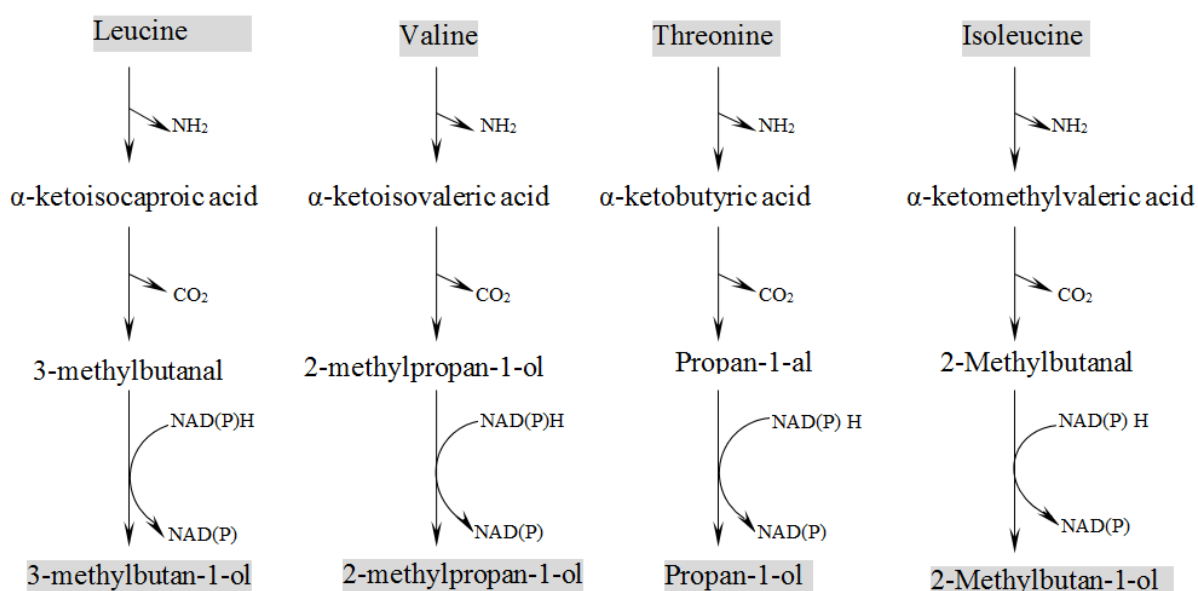 Leucine
Valine
Threonine
Isoleucine
NH2
NH2
NH2
NH2
α-ketoisocaproic acid
α-ketoisovaleric acid
α-ketobutyric acid
α-ketomethylvaleric acid
CO2
CO2
CO2
CO2
3-methylbutanal
2-methylpropan-1-ol
Propan-1-al
2-Methylbutanal
NAD(P)H
NAD(P)H
NAD(P) H
NAD(P) H
NAD(P)
NAD(P)
NAD(P)
NAD(P)
3-methylbutan-1-ol
2-methylpropan-1-ol
Propan-1-ol
2-Methylbutan-1-ol